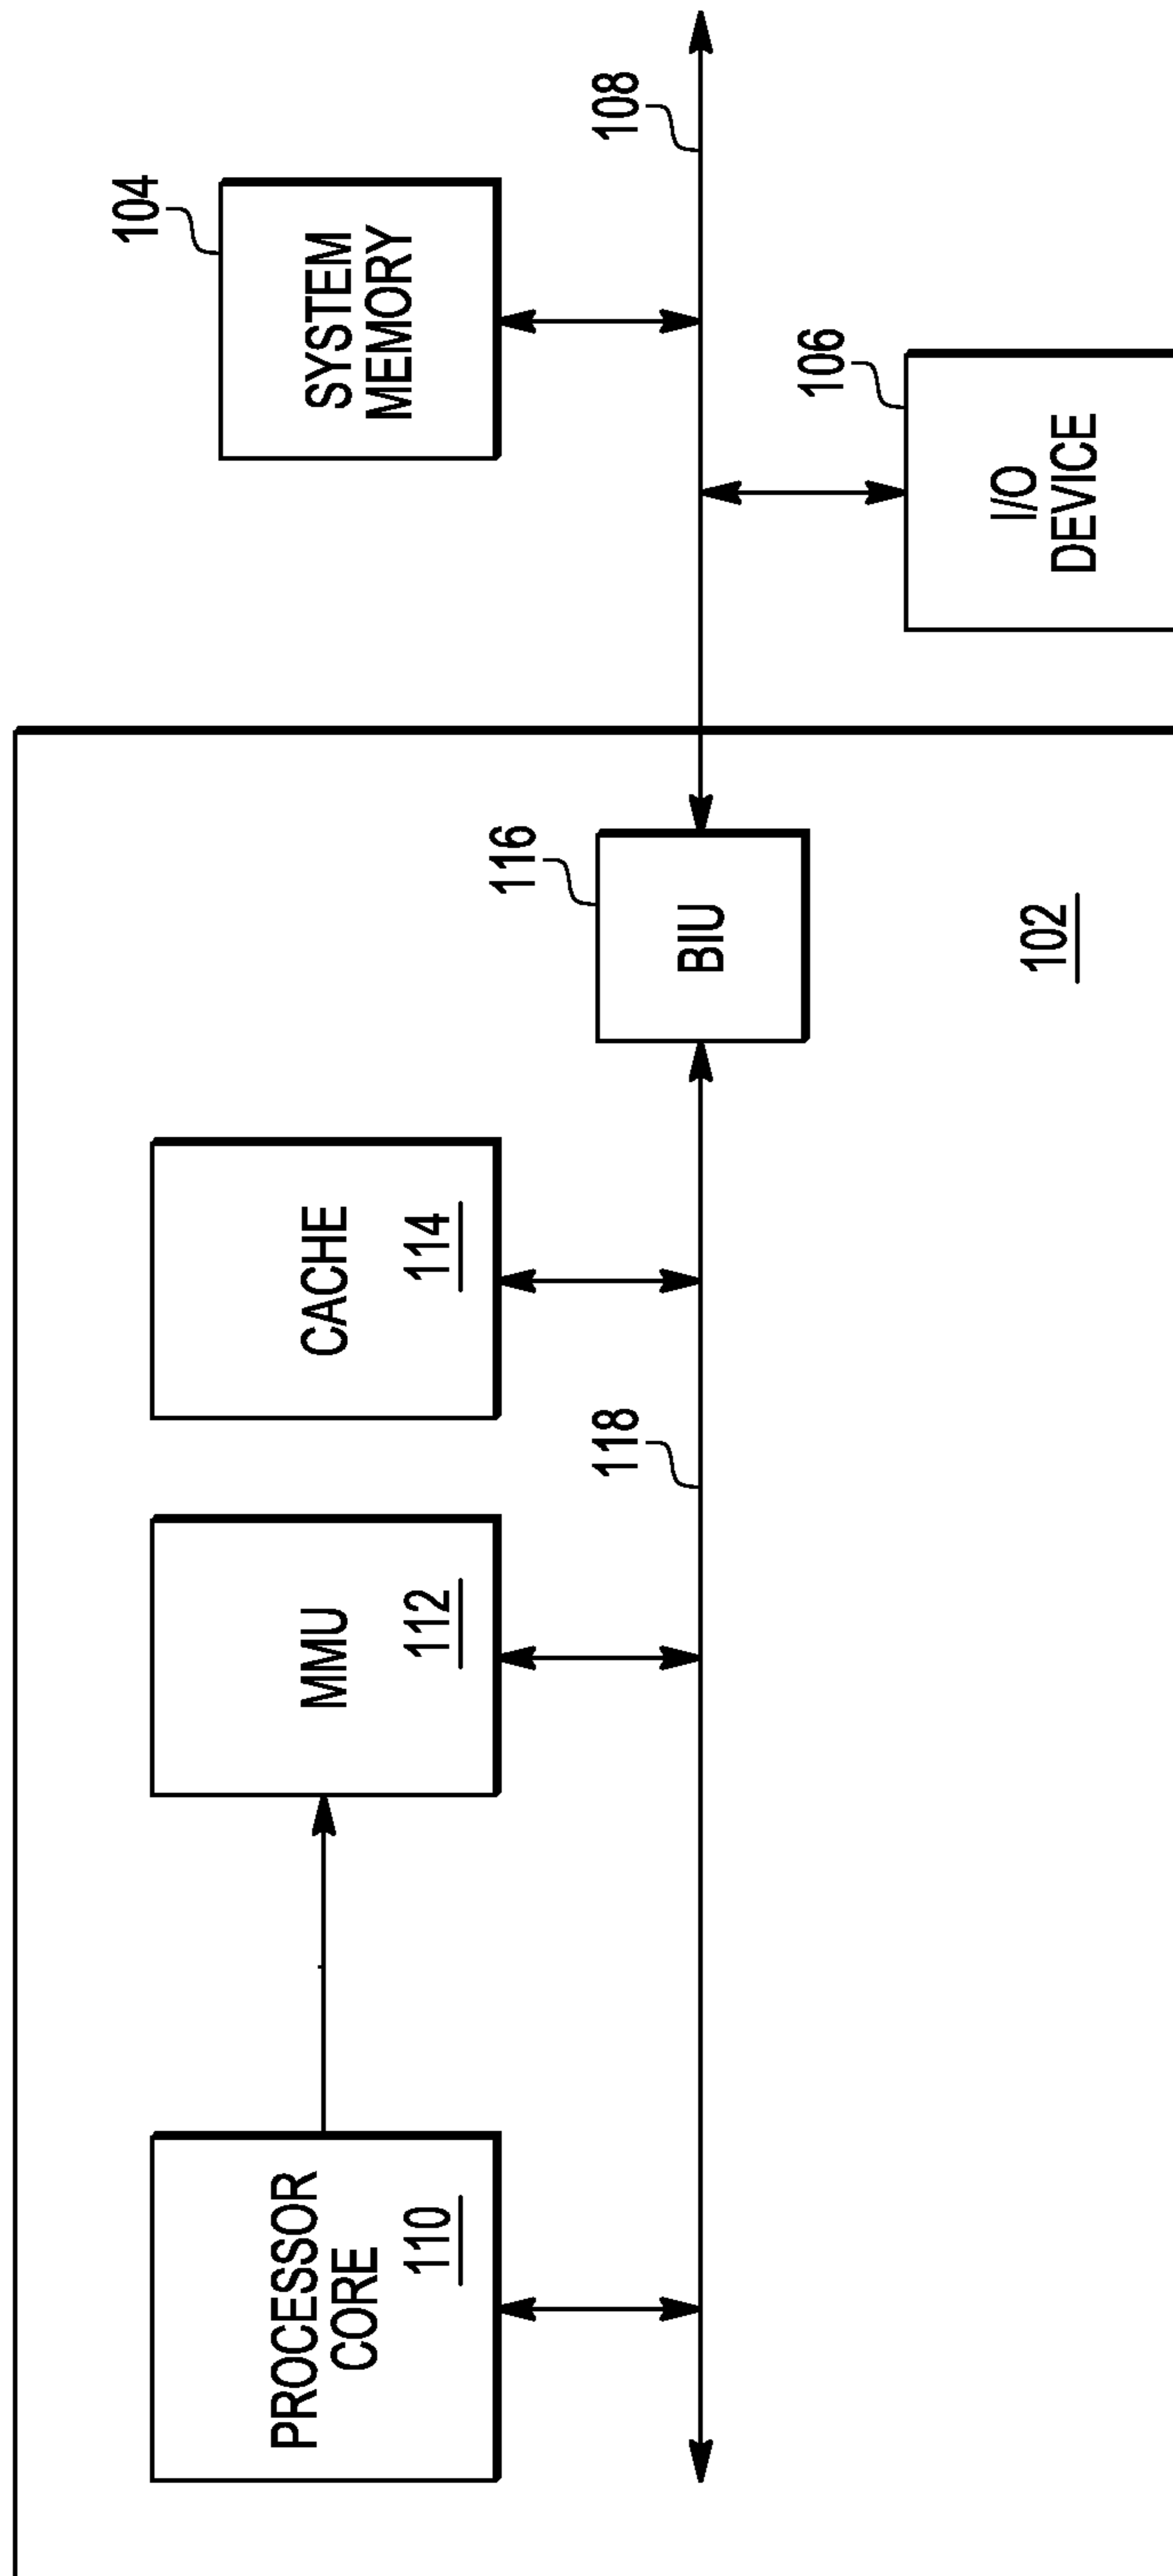 PROCESSOR
CORE
110
MMU
112
CACHE
114
118
116
BIU
102
104
SYSTEM
MEMORY
108
106
I/O
DEVICE